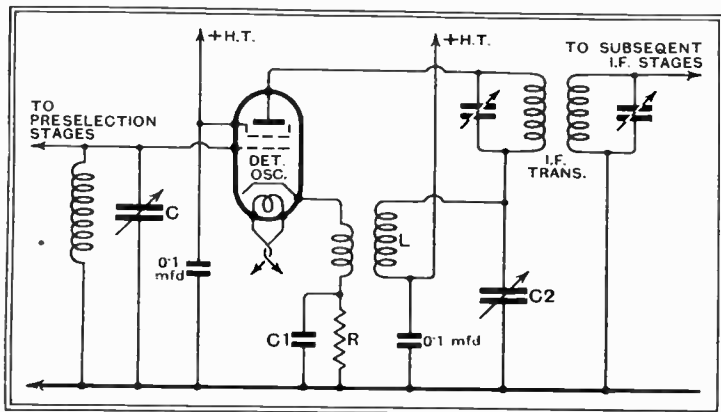 +H.T.
+H.T.
TO SUBSEQENT
I.F. STAGES
TO
PRESELECTION
STAGES
DET.
OSC.
I.F.
TRANS.
C
L
0·1
mfd
C2
C1
R
0·1 mfd